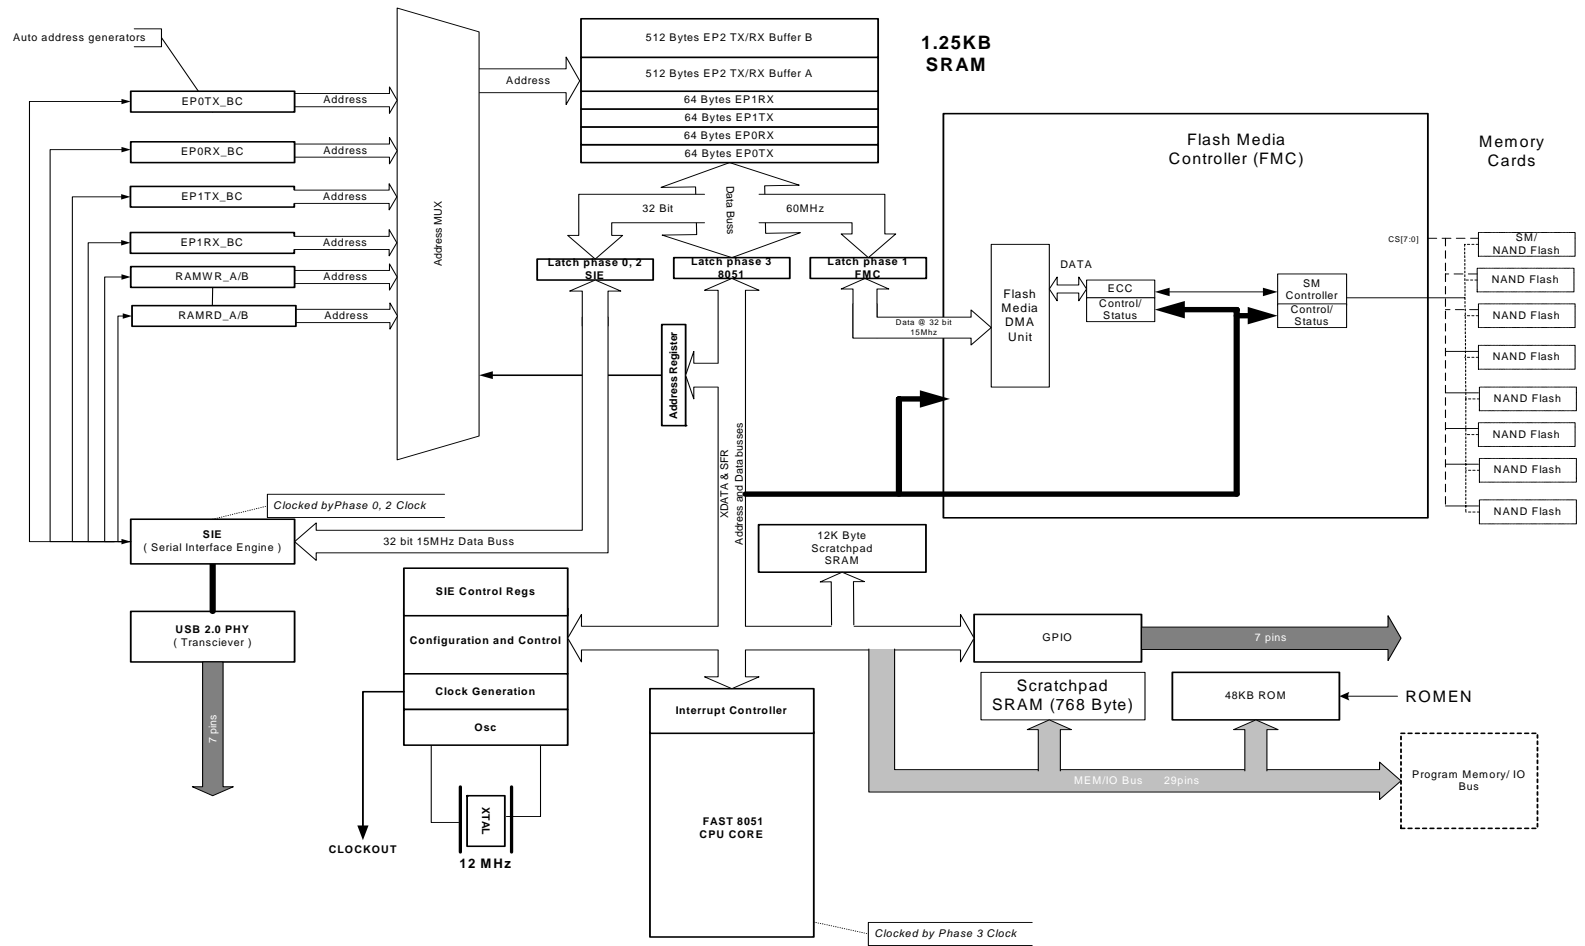 Auto address generators
EP0TX_BC
EP0RX_BC
EP1TX_BC
EP1RX_BC
RAMWR_A/B
RAMRD_A/B
Address
Address
Address
Address
Address
Address
Address MUX
Address
512 Bytes EP2 TX/RX Buffer B
512 Bytes EP2 TX/RX Buffer A
64 Bytes EP1RX
64 Bytes EP1TX
64 Bytes EP0RX
64 Bytes EP0TX
1.25KB
SRAM
32 Bit
Data Buss
60MHz
Latch phase 0, 2
SIE
Latch phase 3
8051
Latch phase 1
FMC
Address Register
Data @ 32 bit
15Mhz
Flash Media
Controller (FMC)
Flash
Media
DMA
Unit
DATA
ECC
Control/
Status
SM
Controller
Control/
Status
CS[7:0]
Memory
Cards
SM/
NAND Flash
NAND Flash
NAND Flash
NAND Flash
NAND Flash
NAND Flash
NAND Flash
NAND Flash
XDATA & SFR
Address and Data busses
Clocked byPhase 0, 2 Clock
SIE
( Serial Interface Engine )
32 bit 15MHz Data Buss
USB 2.0 PHY
( Transciever )
7 pins
SIE Control Regs
Configuration and Control
Clock Generation
Osc
XTAL
12 MHz
CLOCKOUT
12K Byte
Scratchpad
SRAM
GPIO
7 pins
Scratchpad
SRAM (768 Byte)
48KB ROM
ROMEN
MEM/IO Bus 29pins
Program Memory/ IO
Bus
Interrupt Controller
FAST 8051
CPU CORE
Clocked by Phase 3 Clock